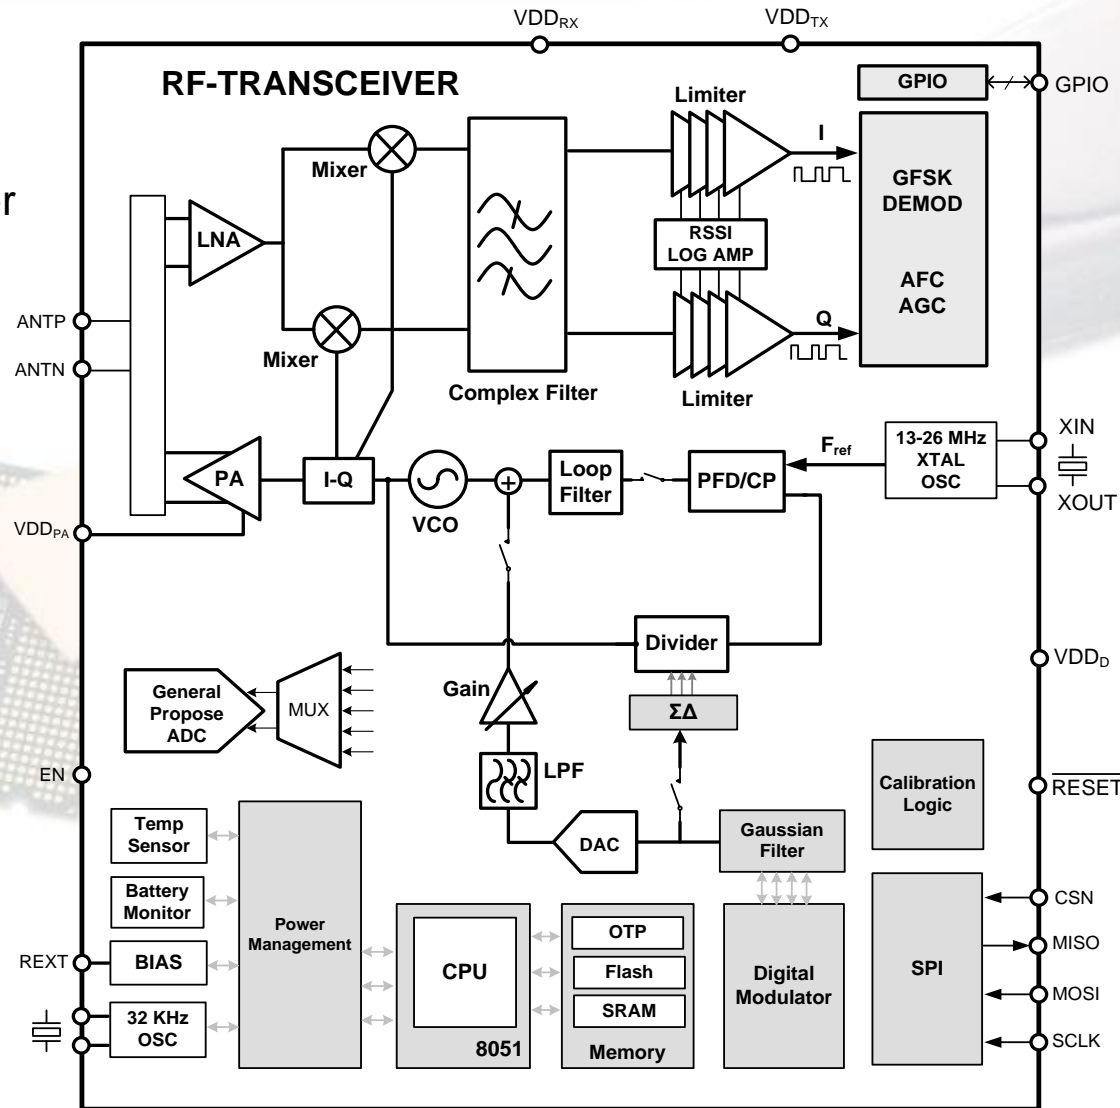 VDDRX
VDDTX
RF-TRANSCEIVER
GPIO
GPIO
Limiter
I
Mixer
GFSK
DEMOD
AFC
AGC
or
LNA
RSSI
LOG AMP
ANTP
ANTN
Mixer
Q
Complex Filter
Limiter
XIN
13-26 MHz
XTAL
OSC
Fref
XOUT
PA
I-Q
VCO
+
Loop
Filter
PFD/CP
VDDPA
Divider
VDDD
General
Propose
ADC
MUX
Gain
ΣΔ
EN
LPF
Calibration
Logic
RESET
Temp
Sensor
DAC
Gaussian
Filter
Battery
Monitor
Power
Management
CSN
REXT
BIAS
CPU
OTP
Flash
SRAM
Digital
Modulator
SPI
MISO
MOSI
32 KHz
OSC
8051
Memory
SCLK